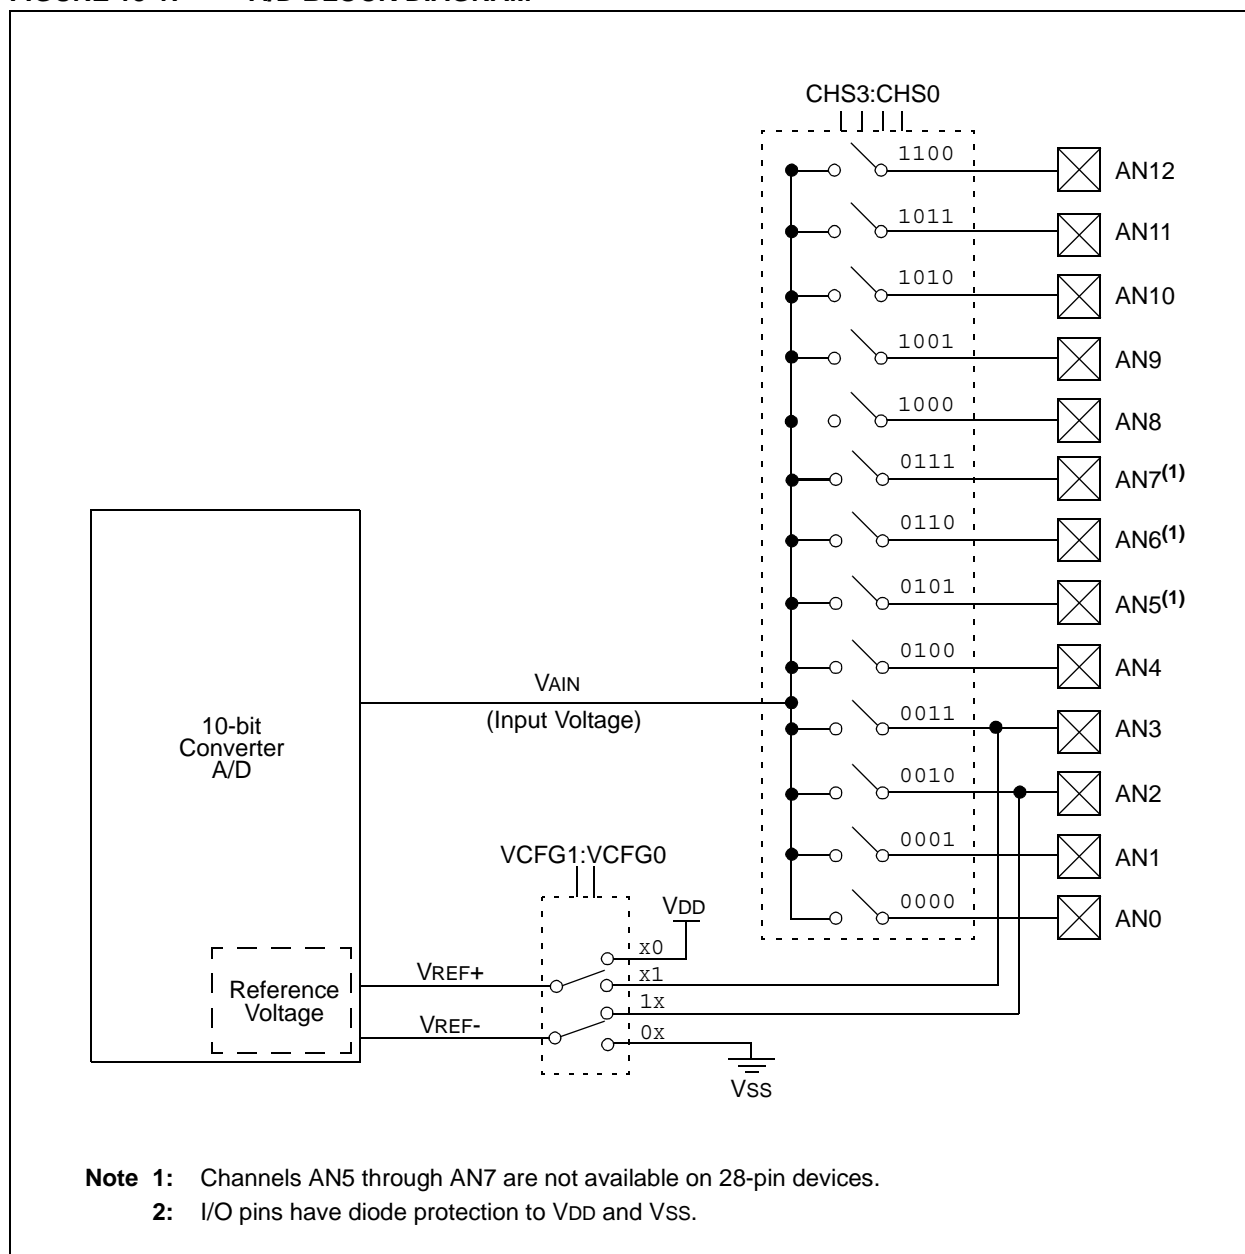 CHS3:CHS0
1100 AN12
1011 AN11
1010 AN10
1001 AN9
1000 AN8
0111 AN7(1)
0110 AN6(1)
0101 AN5(1)
0100 AN4
VAIN
(Input Voltage)
0011 AN3
10-bit
Converter
A/D
0010 AN2
0001 AN1
VCFG1:VCFG0
0000 AN0
VDD
x0
VREF+
x1
Reference
Voltage
1x
VREF-
0x
VSS
Note 1: Channels AN5 through AN7 are not available on 28-pin devices.
2: I/O pins have diode protection to VDD and VSS.